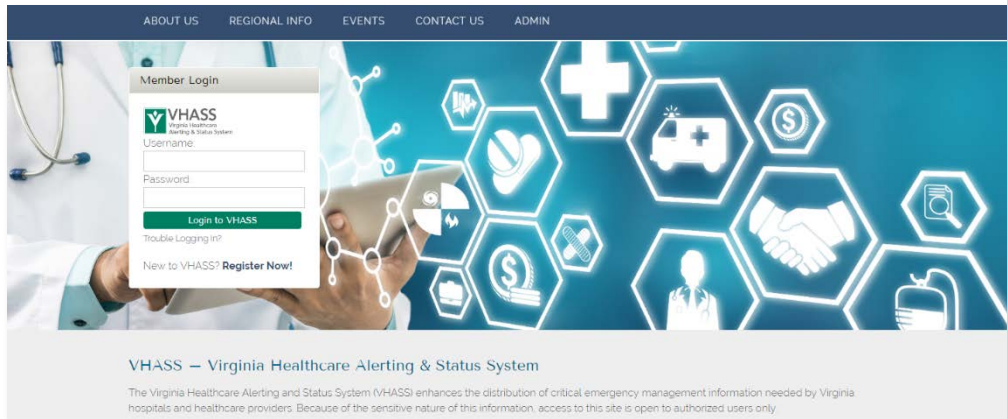 ABOUT US REGIONAL INFO EVENTS CONTACT US ADMIN
Member Login
VHASS
Virginia Healthcare
Alerting & Status System
Username:
Password
Login to VHASS
Trouble Logging In?
New to VHASS? Register Now!
VHASS – Virginia Healthcare Alerting & Status System
The Virginia Healthcare Alerting and Status System (VHASS) enhances the distribution of critical emergency management information needed by Virginia
hospitals and healthcare providers. Because of the sensitive nature of this information, access to this site is open to authorized users only.